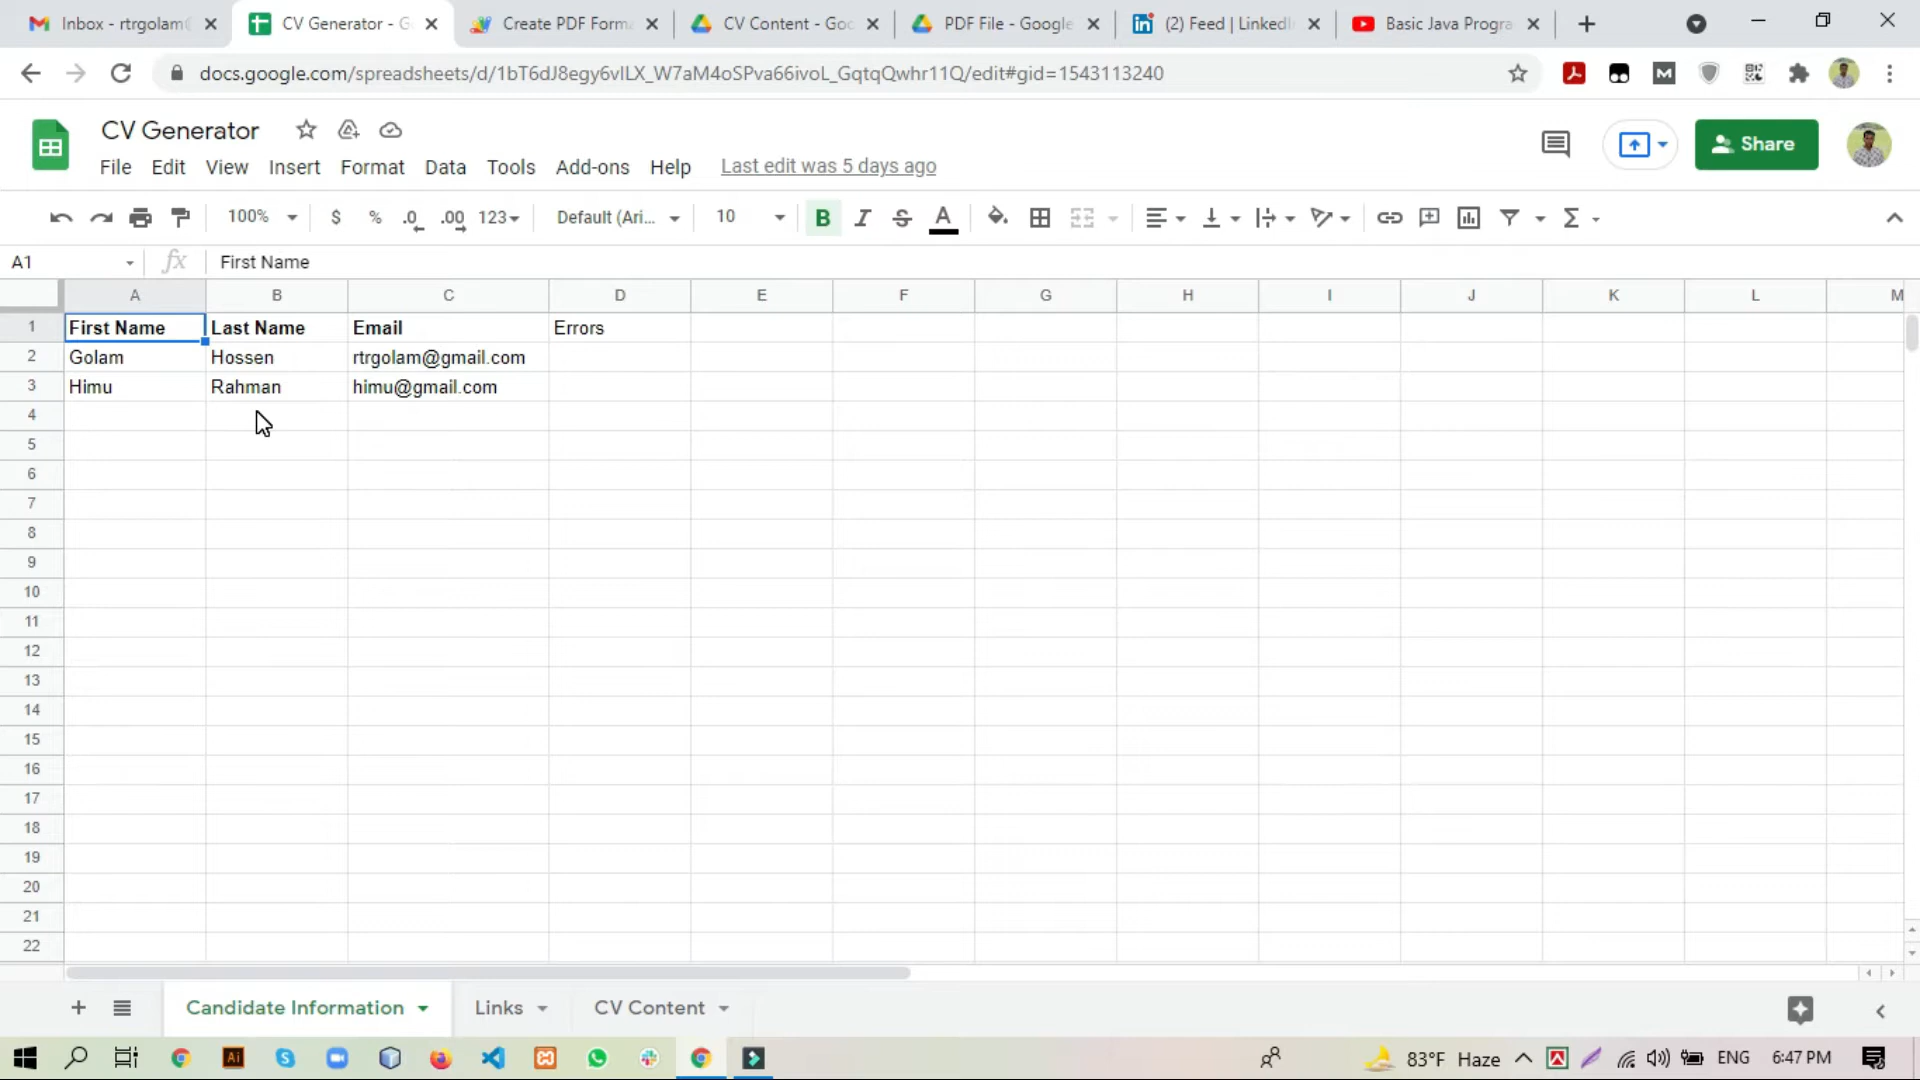 Inbox - rtrgolam@
CV Generator - G
Create PDF Forma
CV Content - Goo
PDF File - Google
(2) Feed | LinkedI
Basic Java Progra
docs.google.com/spreadsheets/d/1bT6dJ8egy6vILX_W7aM4oSPva66ivoL_GqtqQwhr11Q/edit#gid=1543113240
CV Generator
File Edit View Insert Format Data Tools Add-ons Help Last edit was 5 days ago
Share
100% $ % .0 .00 123 Default (Ari... 10 B I S A Σ
A1 fx First Name
A B C D E F G H I J K L M
1 First Name Last Name Email Errors
2 Golam Hossen rtrgolam@gmail.com
3 Himu Rahman himu@gmail.com
4
5
6
7
8
9
10
11
12
13
14
15
16
17
18
19
20
21
22
Candidate Information Links CV Content
83°F Haze ENG 6:47 PM